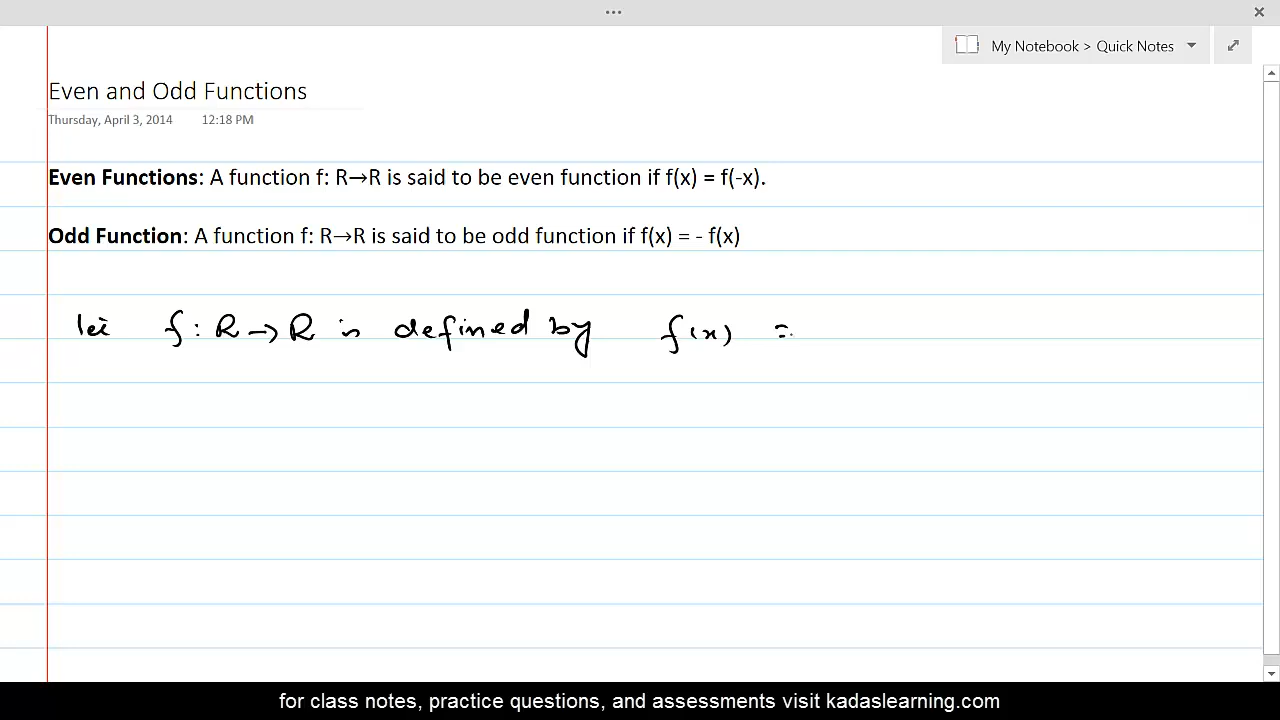 My Notebook > Quick Notes
Even and Odd Functions
Thursday, April 3, 2014 12:18 PM
Even Functions: A function f: R→R is said to be even function if f(x) = f(-x).
Odd Function: A function f: R→R is said to be odd function if f(x) = - f(x)
let f: R → R is defined by f(x) =
for class notes, practice questions, and assessments visit kadaslearning.com